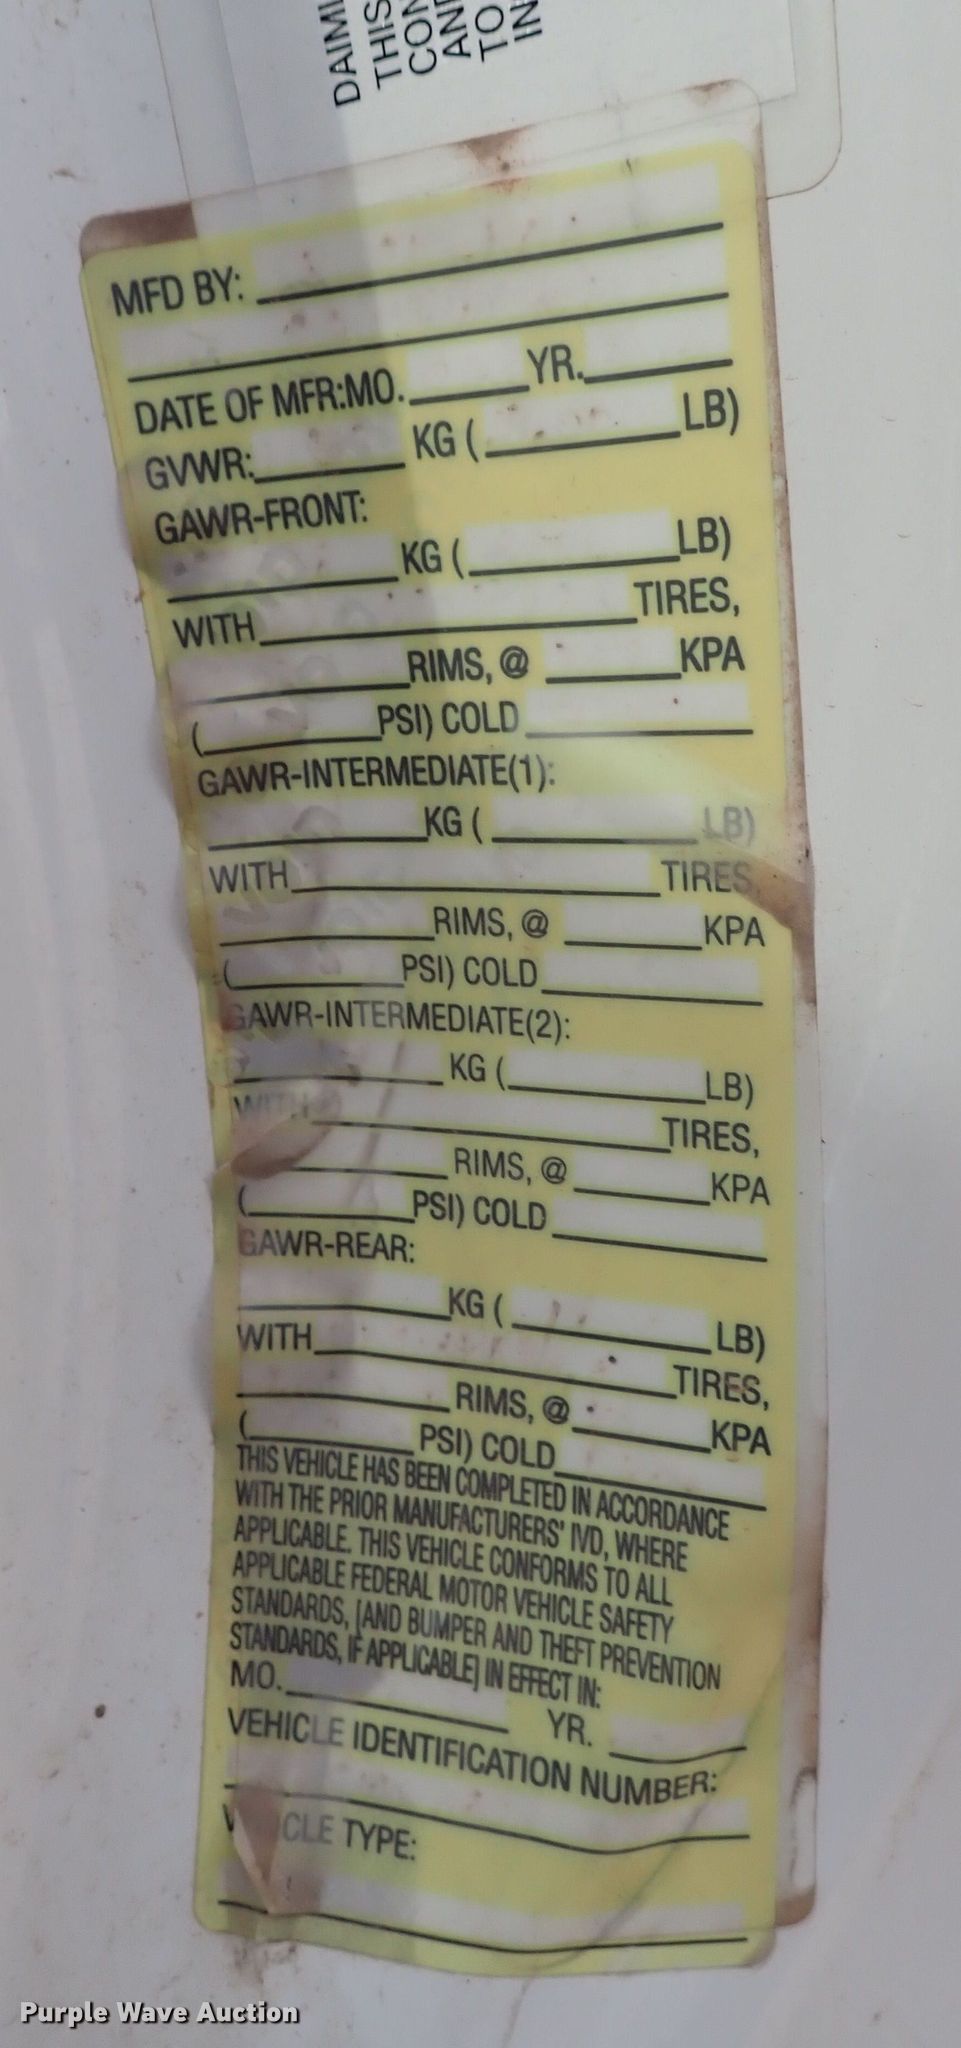 THIS
TO
MFD BY:
DATE OF MFR:MO. YR.
GVWR: KG ( LB)
GAWR-FRONT:
KG ( LB)
WITH TIRES,
RIMS, @ KPA
( PSI) COLD
GAWR-INTERMEDIATE(1):
KG ( LB)
WITH TIRES,
RIMS, @ KPA
( PSI) COLD
GAWR-INTERMEDIATE(2):
KG ( LB)
WITH TIRES,
RIMS, @ KPA
( PSI) COLD
GAWR-REAR:
KG ( LB)
WITH TIRES,
RIMS, @ KPA
( PSI) COLD
THIS VEHICLE HAS BEEN COMPLETED IN ACCORDANCE
WITH THE PRIOR MANUFACTURERS' IVD, WHERE
APPLICABLE. THIS VEHICLE CONFORMS TO ALL
APPLICABLE FEDERAL MOTOR VEHICLE SAFETY
STANDARDS, [AND BUMPER AND THEFT PREVENTION
STANDARDS, IF APPLICABLE] IN EFFECT IN:
MO. YR.
VEHICLE IDENTIFICATION NUMBER:
VEHICLE TYPE:
Purple Wave Auction